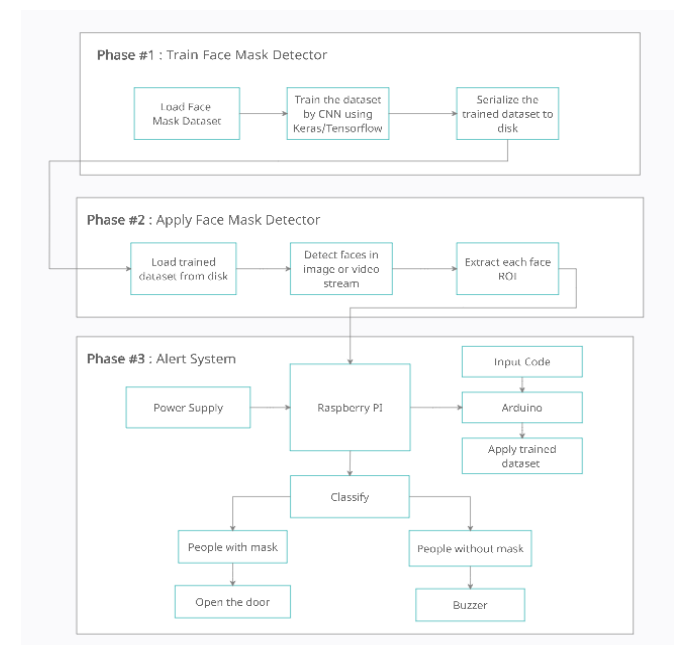 Phase #1 : Train Face Mask Detector
Load Face
Mask Dataset
Train the dataset
by CNN using
Keras/Tensorflow
Serialize the
trained dataset to
disk
Phase #2 : Apply Face Mask Detector
Load trained
dataset from disk
Detect faces in
image or video
stream
Extract each face
ROI
Phase #3 : Alert System
Power Supply
Raspberry PI
Input Code
Arduino
Apply trained
dataset
Classify
People with mask
People without mask
Open the door
Buzzer